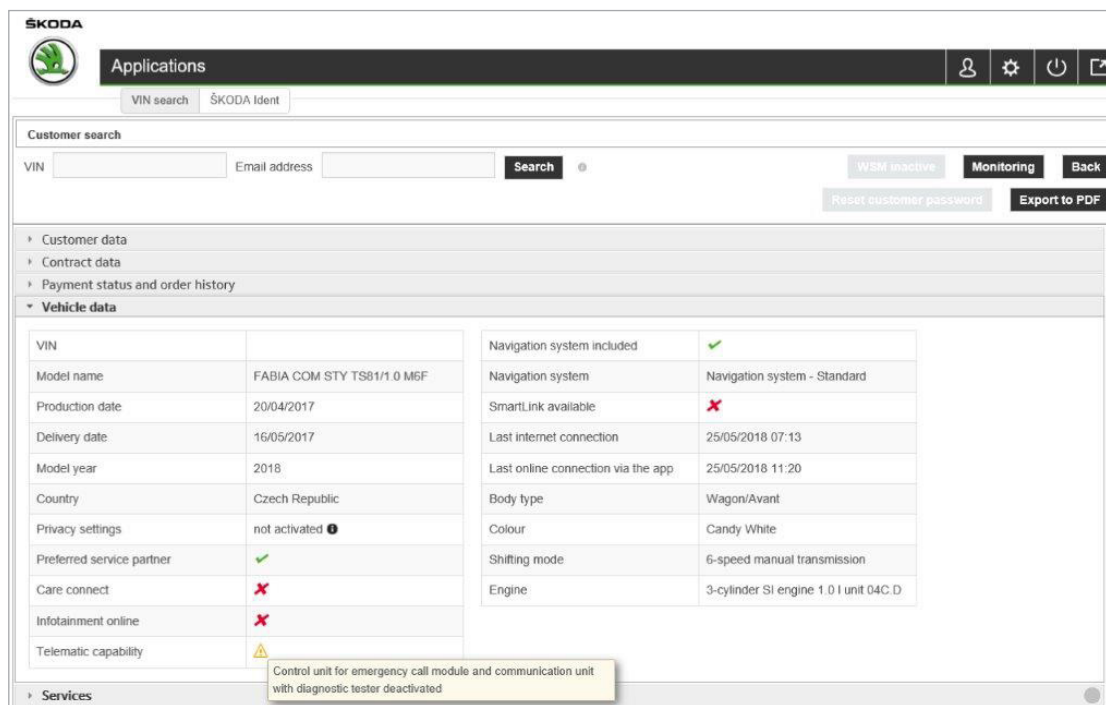 ŠKODA
Applications
VIN search ŠKODA Ident
Customer search
VIN Email address Search WSM inactive Monitoring Back
Reset customer password Export to PDF
Customer data
Contract data
Payment status and order history
Vehicle data
VIN
Model name FABIA COM STY TS81/1.0 M6F
Production date 20/04/2017
Delivery date 16/05/2017
Model year 2018
Country Czech Republic
Privacy settings not activated
Preferred service partner
Care connect
Infotainment online
Telematic capability
Navigation system included
Navigation system Navigation system - Standard
SmartLink available
Last internet connection 25/05/2018 07:13
Last online connection via the app 25/05/2018 11:20
Body type Wagon/Avant
Colour Candy White
Shifting mode 6-speed manual transmission
Engine 3-cylinder SI engine 1.0 l unit 04C.D
Control unit for emergency call module and communication unit
with diagnostic tester deactivated
Services